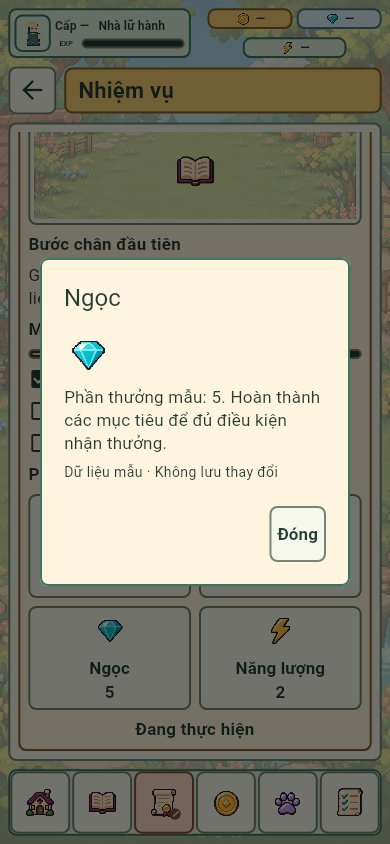 Cấp — Nhà lữ hành
EXP
—
—
—
Nhiệm vụ
Bước chân đầu tiên
Ngọc
Phần thưởng mẫu: 5. Hoàn thành
các mục tiêu để đủ điều kiện
nhận thưởng.
Dữ liệu mẫu · Không lưu thay đổi
Đóng
Ngọc
5
Năng lượng
2
Đang thực hiện